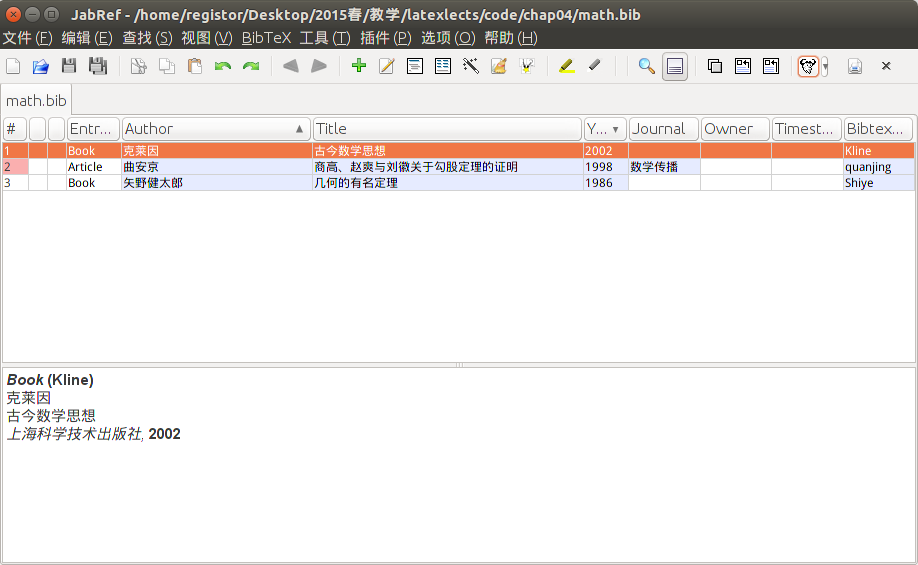 JabRef - /home/registor/Desktop/2015春/教学/latexlects/code/chap04/math.bib
文件 (F) 编辑 (E) 查找 (S) 视图 (V) BibTeX 工具 (T) 插件 (P) 选项 (O) 帮助 (H)
math.bib
# Entr... Author Title Y... Journal Owner Timest... Bibtex...
1 Book 克莱因 古今数学思想 2002 Kline
2 Article 曲安京 商高、赵爽与刘徽关于勾股定理的证明 1998 数学传播 quanjing
3 Book 矢野健太郎 几何的有名定理 1986 Shiye
Book (Kline)
克莱因
古今数学思想
上海科学技术出版社, 2002